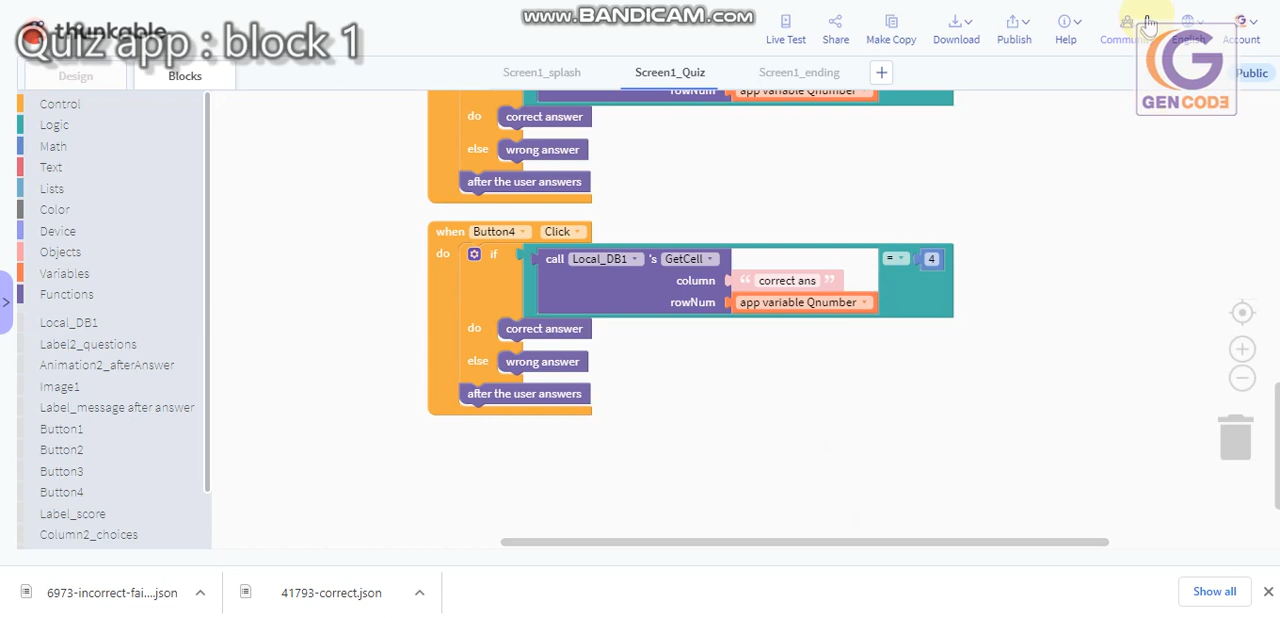 www.BANDICAM.com
thunkable
Quiz app : block 1
Live Test
Share
Make Copy
Download
Publish
Help
English
Account
Design
Blocks
Screen1_splash
Screen1_Quiz
Screen1_ending
Public
GENCODE
Control
Logic
Math
Text
Lists
Color
Device
Objects
Variables
Functions
Local_DB1
Label2_questions
Animation2_afterAnswer
Image1
Label_message after answer
Button1
Button2
Button3
Button4
Label_score
Column2_choices
rowNum app variable Qnumber
do correct answer
else wrong answer
after the user answers
when Button4 Click
do if call Local_DB1 's GetCell = 4
column “ correct ans ”
rowNum app variable Qnumber
do correct answer
else wrong answer
after the user answers
6973-incorrect-fai....json
41793-correct.json
Show all